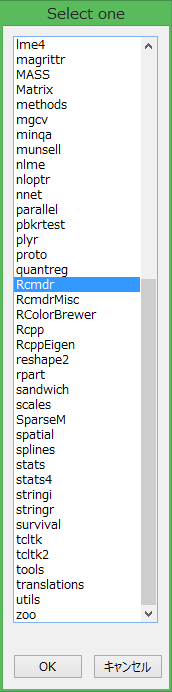 Select one
lme4
magrittr
MASS
Matrix
methods
mgcv
minqa
munsell
nlme
nloptr
nnet
parallel
pbkrtest
plyr
proto
quantreg
Rcmdr
RcmdrMisc
RColorBrewer
Rcpp
RcppEigen
reshape2
rpart
sandwich
scales
SparseM
spatial
splines
stats
stats4
stringi
stringr
survival
tcltk
tcltk2
tools
translations
utils
zoo
OK キャンセル